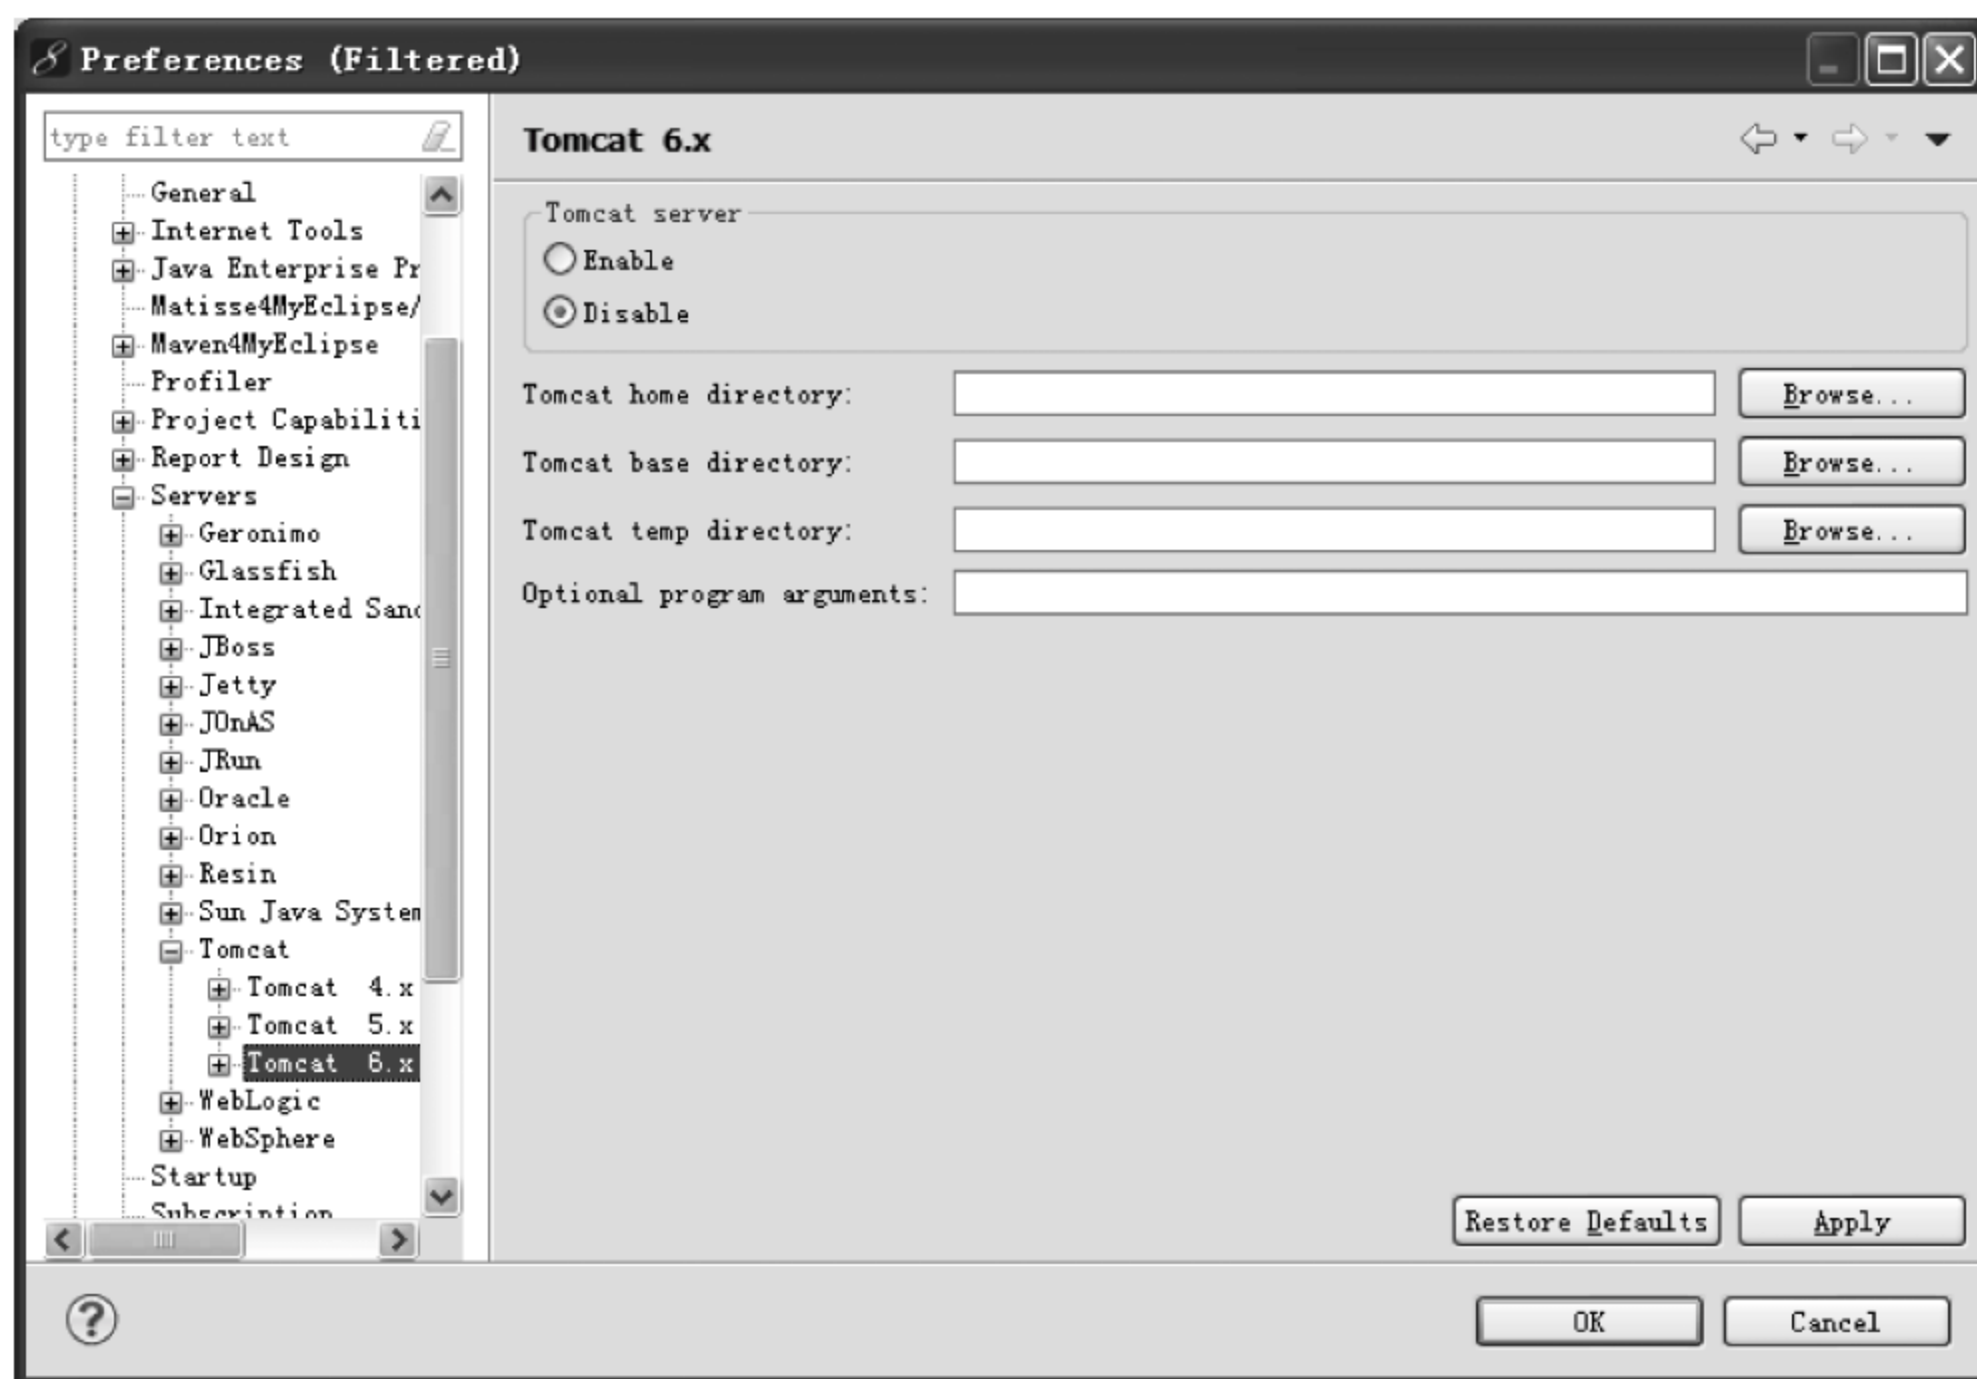 Preferences (Filtered)
type filter text
General
Internet Tools
Java Enterprise Pr
Matisse4MyEclipse/
Maven4MyEclipse
Profiler
Project Capabiliti
Report Design
Servers
Geronimo
Glassfish
Integrated Sand
JBoss
Jetty
JOnAS
JRun
Oracle
Orion
Resin
Sun Java System
Tomcat
Tomcat 4.x
Tomcat 5.x
Tomcat 6.x
WebLogic
WebSphere
Startup
Subscription
Tomcat 6.x
Tomcat server
Enable
Disable
Tomcat home directory: Browse...
Tomcat base directory: Browse...
Tomcat temp directory: Browse...
Optional program arguments:
Restore Defaults Apply
OK Cancel